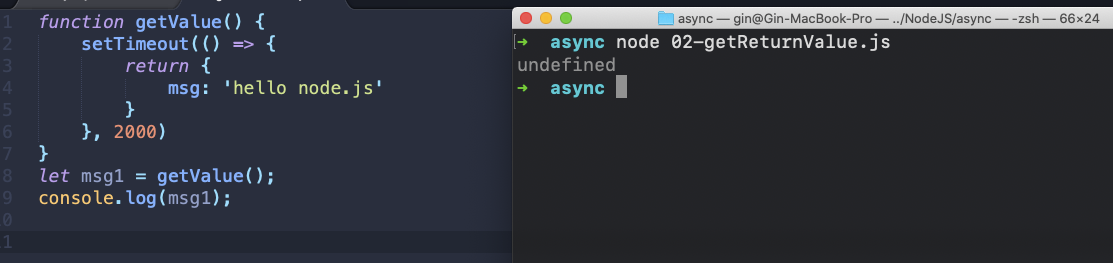 1 function getValue() {
2 setTimeout(() => {
3 return {
4 msg: 'hello node.js'
5 }
6 }, 2000)
7 }
8 let msg1 = getValue();
9 console.log(msg1);
0
1
async — gin@Gin-MacBook-Pro — ../NodeJS/async — -zsh — 66×24
[➜ async node 02-getReturnValue.js
undefined
➜ async